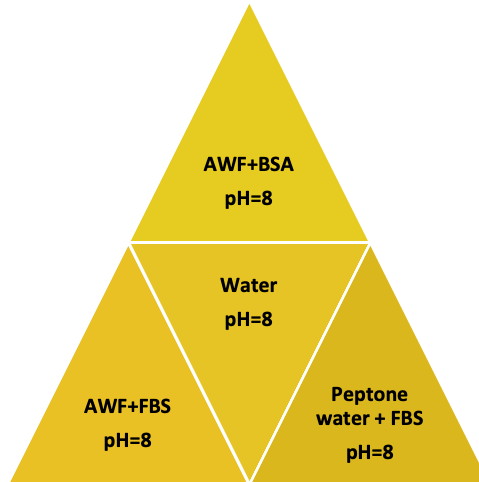 AWF+BSA
pH=8
Water
pH=8
AWF+FBS
pH=8
Peptone
water + FBS
pH=8